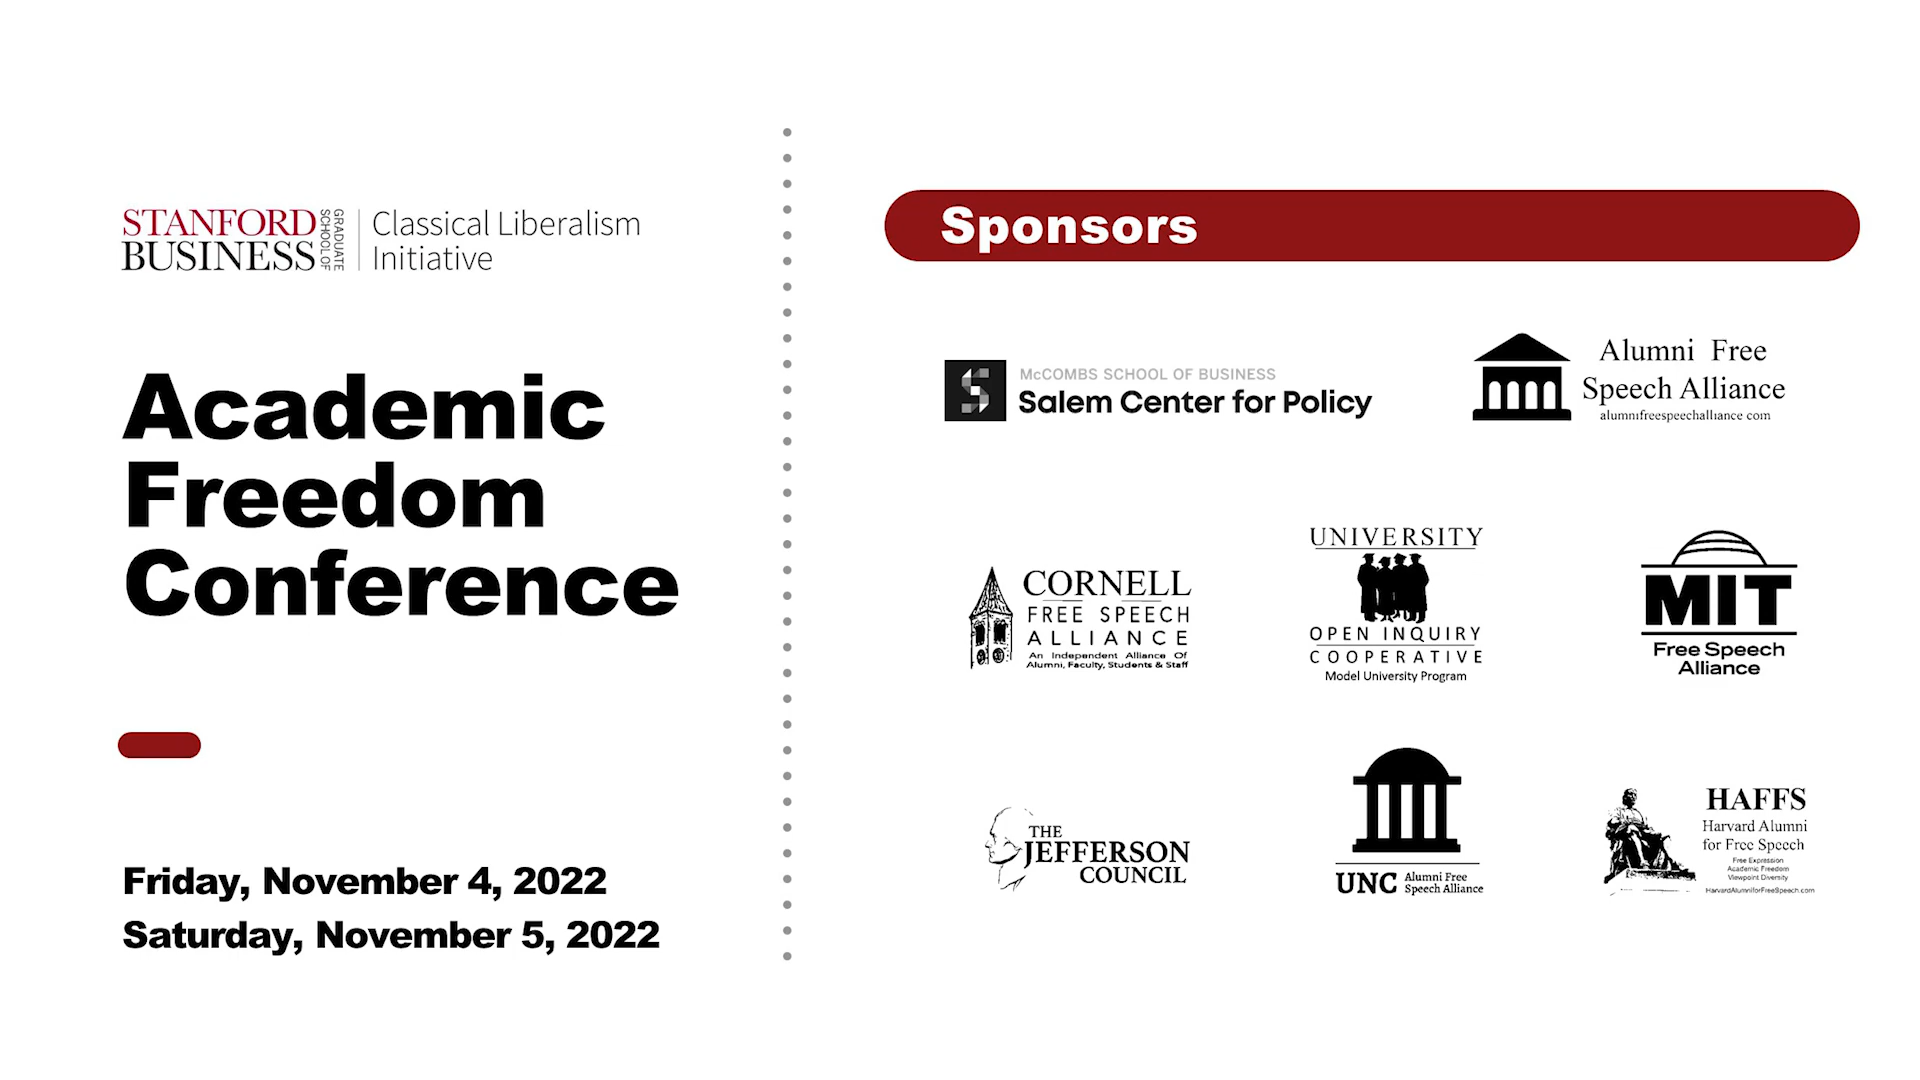 STANFORD
BUSINESS
GRADUATE
SCHOOL OF
Classical Liberalism
Initiative
Academic
Freedom
Conference
Friday, November 4, 2022
Saturday, November 5, 2022
Sponsors
McCOMBS SCHOOL OF BUSINESS
Salem Center for Policy
Alumni Free
Speech Alliance
alumnifreespeechalliance com
CORNELL
FREE SPEECH
ALLIANCE
An Independent Alliance Of
Alumni, Faculty, Students & Staff
UNIVERSITY
OPEN INQUIRY
COOPERATIVE
Model University Program
MIT
Free Speech
Alliance
THE
JEFFERSON
COUNCIL
UNC
Alumni Free
Speech Alliance
HAFFS
Harvard Alumni
for Free Speech
Free Expression
Academic Freedom
Viewpoint Diversity
HarvardAlumniforFreeSpeech.com